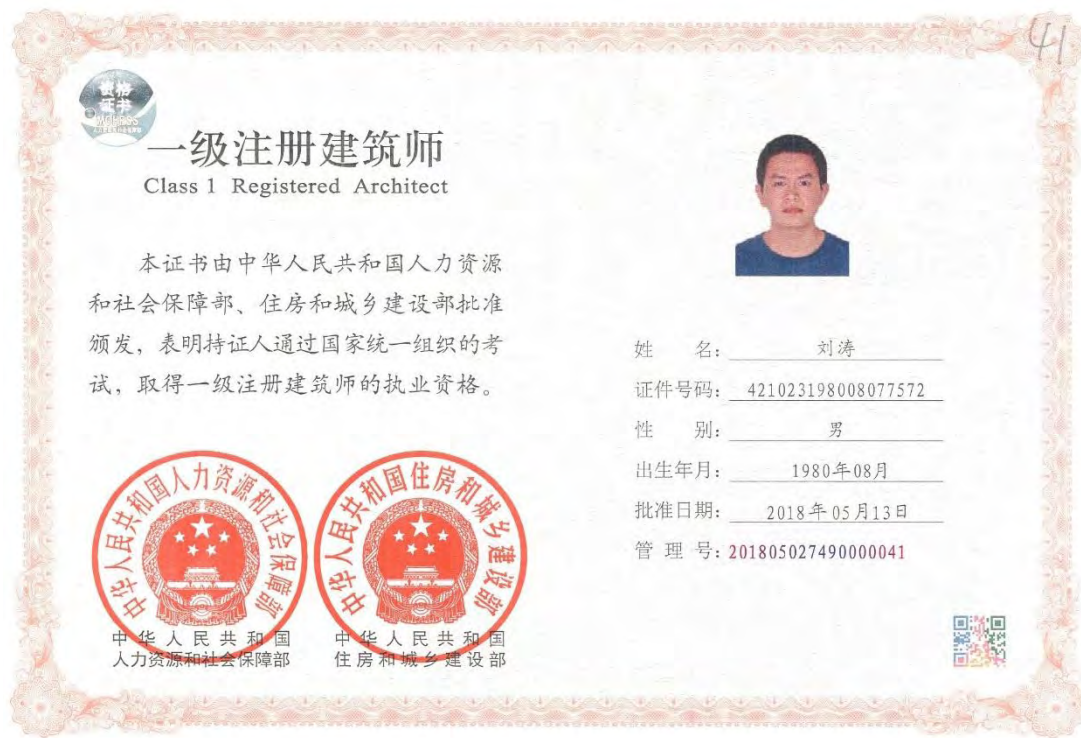 41
资格
证书
MOHRSS
一级注册建筑师
Class 1 Registered Architect
本证书由中华人民共和国人力资源
和社会保障部、住房和城乡建设部批准
颁发，表明持证人通过国家统一组织的考
试，取得一级注册建筑师的执业资格。
姓 名： 刘涛
证件号码： 421023198008077572
性 别： 男
出生年月： 1980年08月
批准日期： 2018年05月13日
管 理 号：201805027490000041
中华人民共和国人力资源和社会保障部
中华人民共和国住房和城乡建设部
中华人民共和国
人力资源和社会保障部
中华人民共和国
住房和城乡建设部